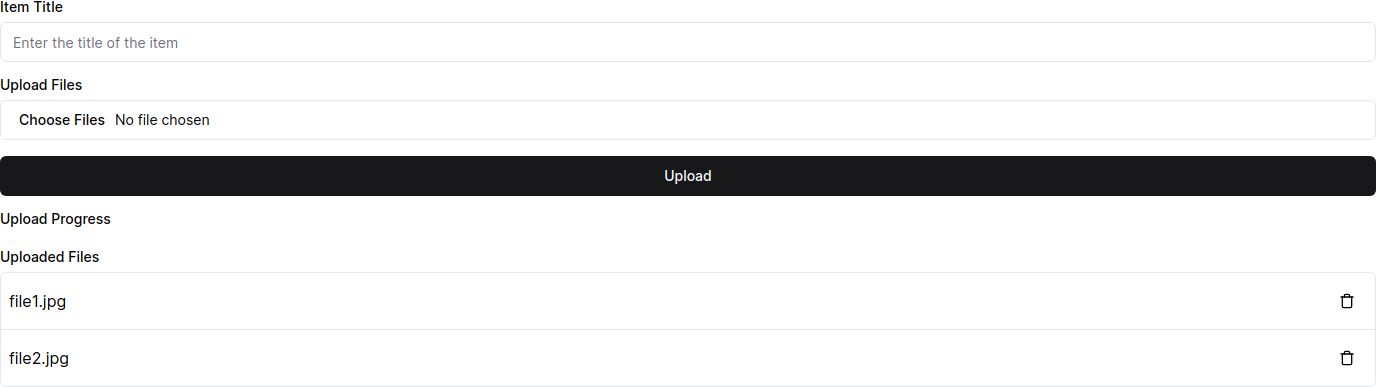 Item Title
Enter the title of the item
Upload Files
Choose Files No file chosen
Upload
Upload Progress
Uploaded Files
file1.jpg
file2.jpg